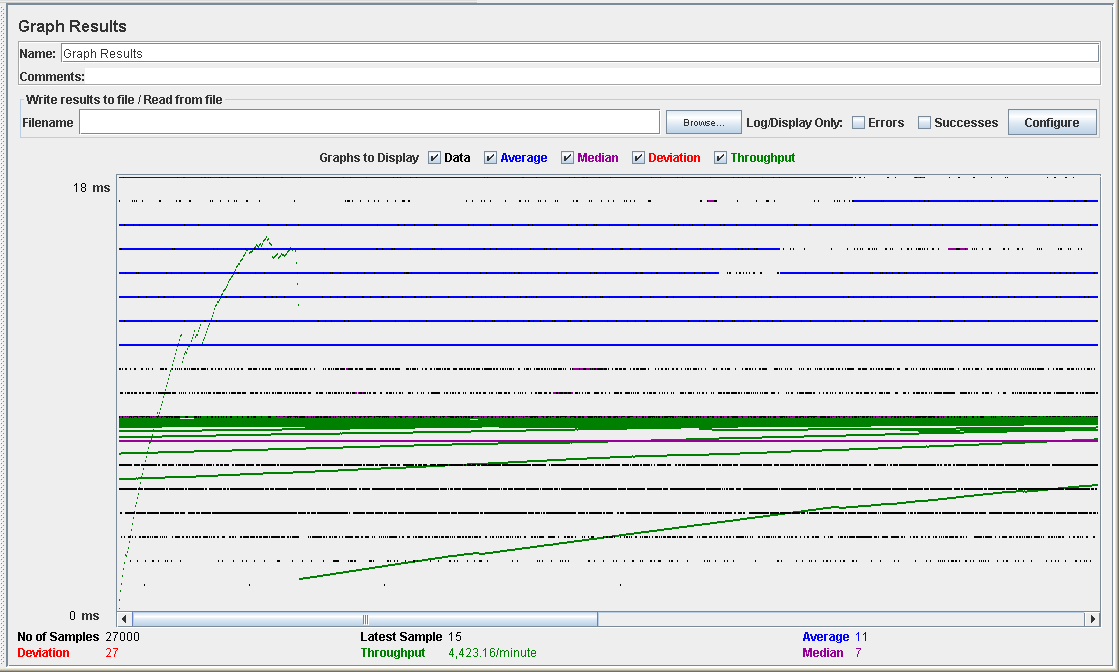 Graph Results
Name: Graph Results
Comments:
Write results to file / Read from file
Filename Browse... Log/Display Only: Errors Successes Configure
Graphs to Display Data Average Median Deviation Throughput
18 ms
0 ms
No of Samples 27000 Latest Sample 15 Average 11
Deviation 27 Throughput 4,423.16/minute Median 7